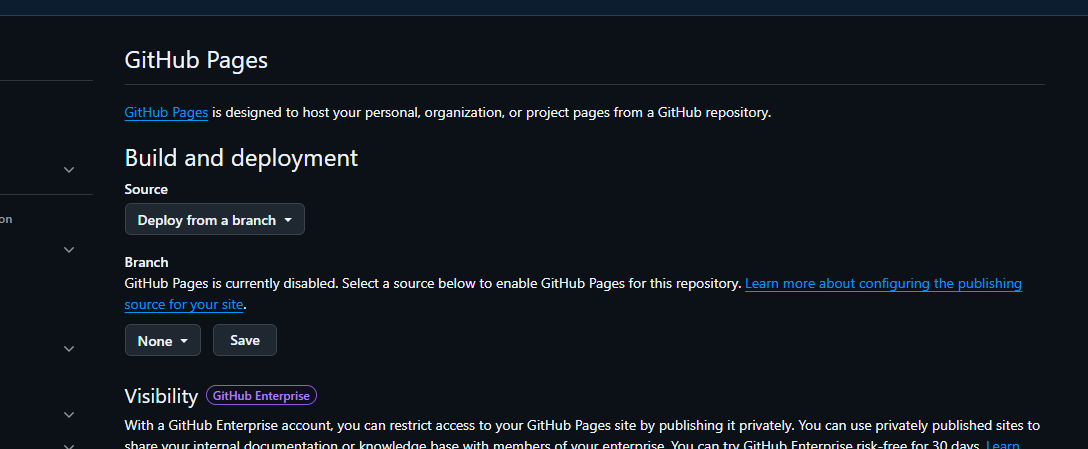 GitHub Pages
GitHub Pages is designed to host your personal, organization, or project pages from a GitHub repository.
Build and deployment
Source
Deploy from a branch
on
Branch
GitHub Pages is currently disabled. Select a source below to enable GitHub Pages for this repository. Learn more about configuring the publishing
source for your site.
None Save
Visibility GitHub Enterprise
With a GitHub Enterprise account, you can restrict access to your GitHub Pages site by publishing it privately. You can use privately published sites to
share your internal documentation or knowledge base with members of your enterprise. You can try GitHub Enterprise risk-free for 30 days. Learn